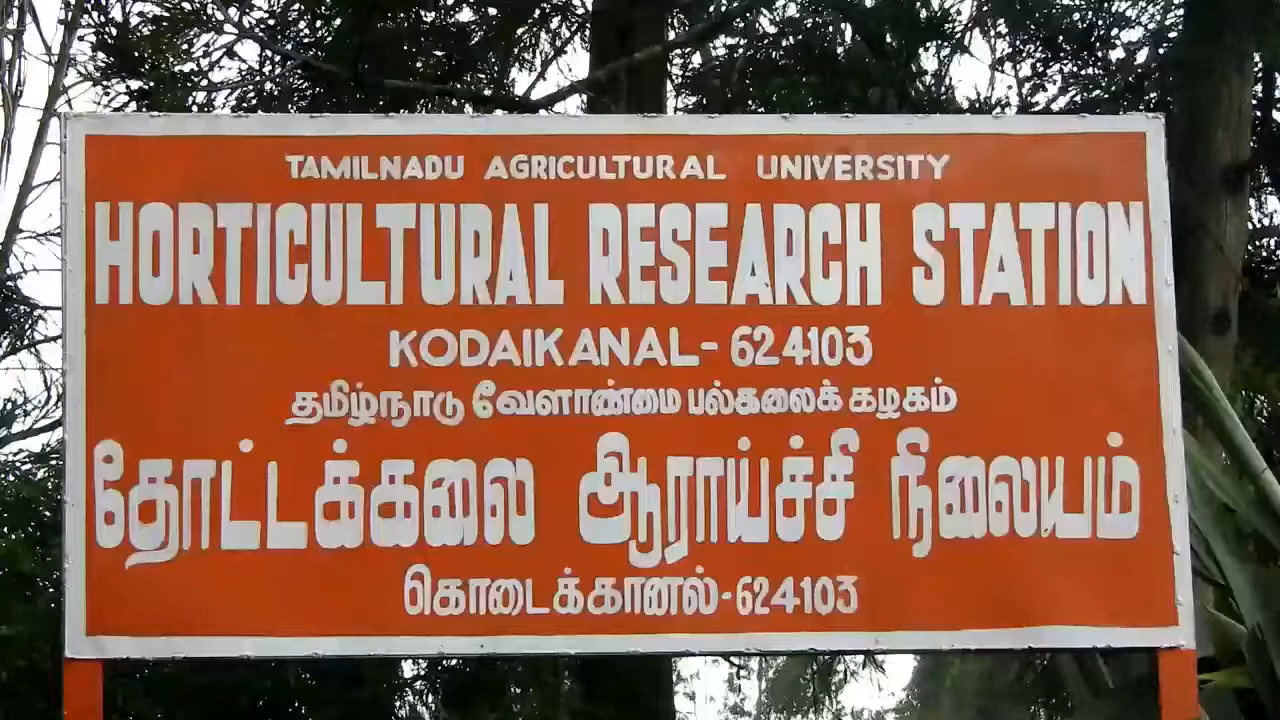 TAMILNADU AGRICULTURAL UNIVERSITY
HORTICULTURAL RESEARCH STATION
KODAIKANAL- 624103
தமிழ்நாடு வேளாண்மை பல்கலைக் கழகம்
தோட்டக்கலை ஆராய்ச்சி நிலையம்
கொடைக்கானல்-624103